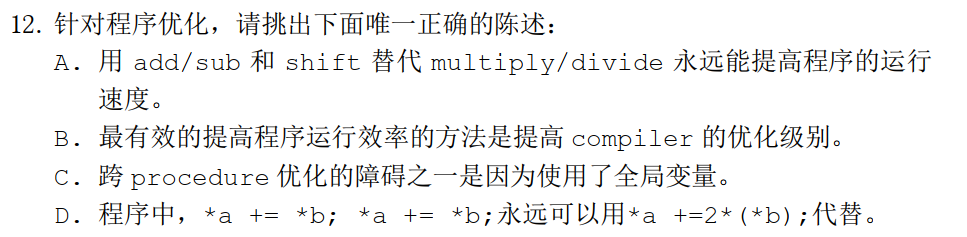 12. 针对程序优化，请挑出下面唯一正确的陈述：
A. 用 add/sub 和 shift 替代 multiply/divide 永远能提高程序的运行
速度。
B. 最有效的提高程序运行效率的方法是提高 compiler 的优化级别。
C. 跨 procedure 优化的障碍之一是因为使用了全局变量。
D. 程序中，*a += *b; *a += *b;永远可以用*a +=2*(*b);代替。